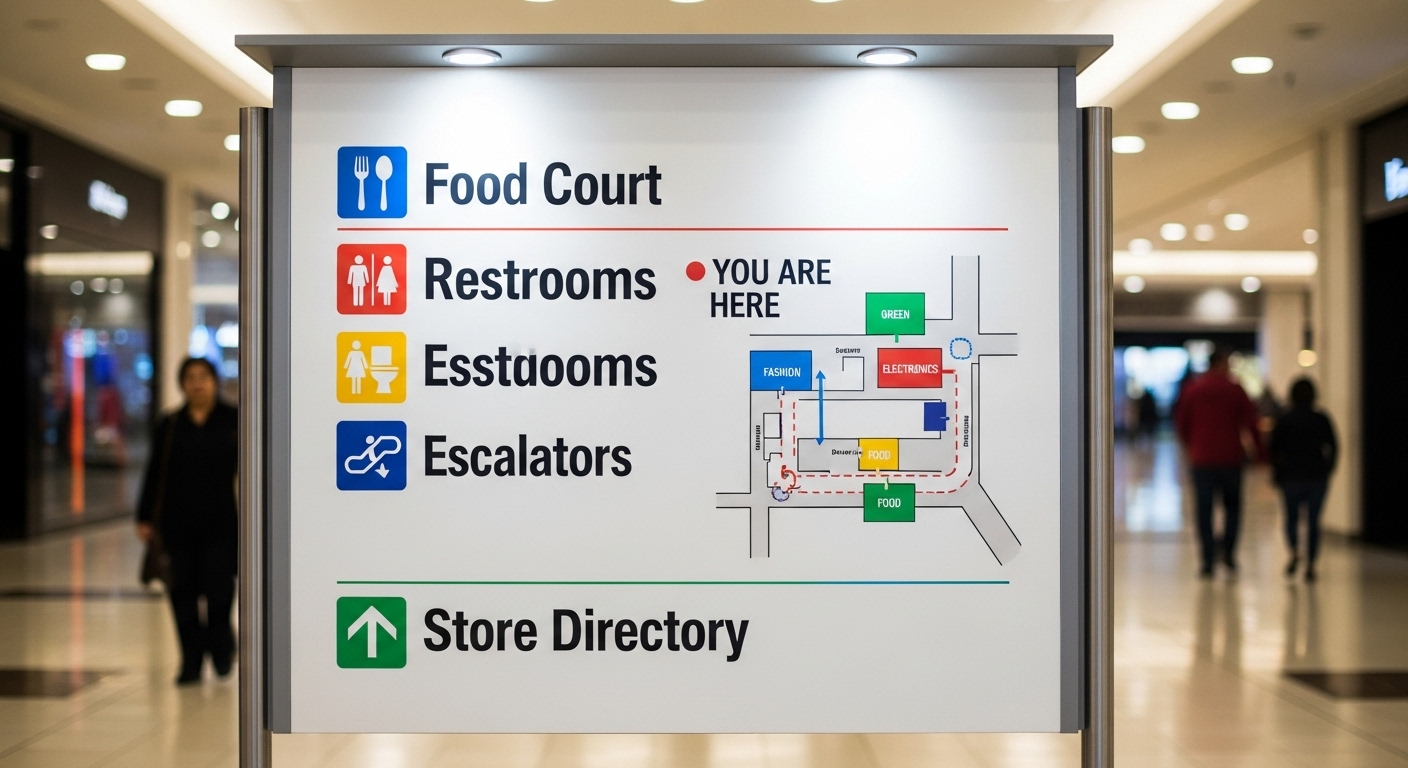 Food Court
Restrooms
YOU ARE
HERE
GREEN
FASHION
ELECTRONICS
Esstdooms
FOOD
Escalators
FOOD
Store Directory